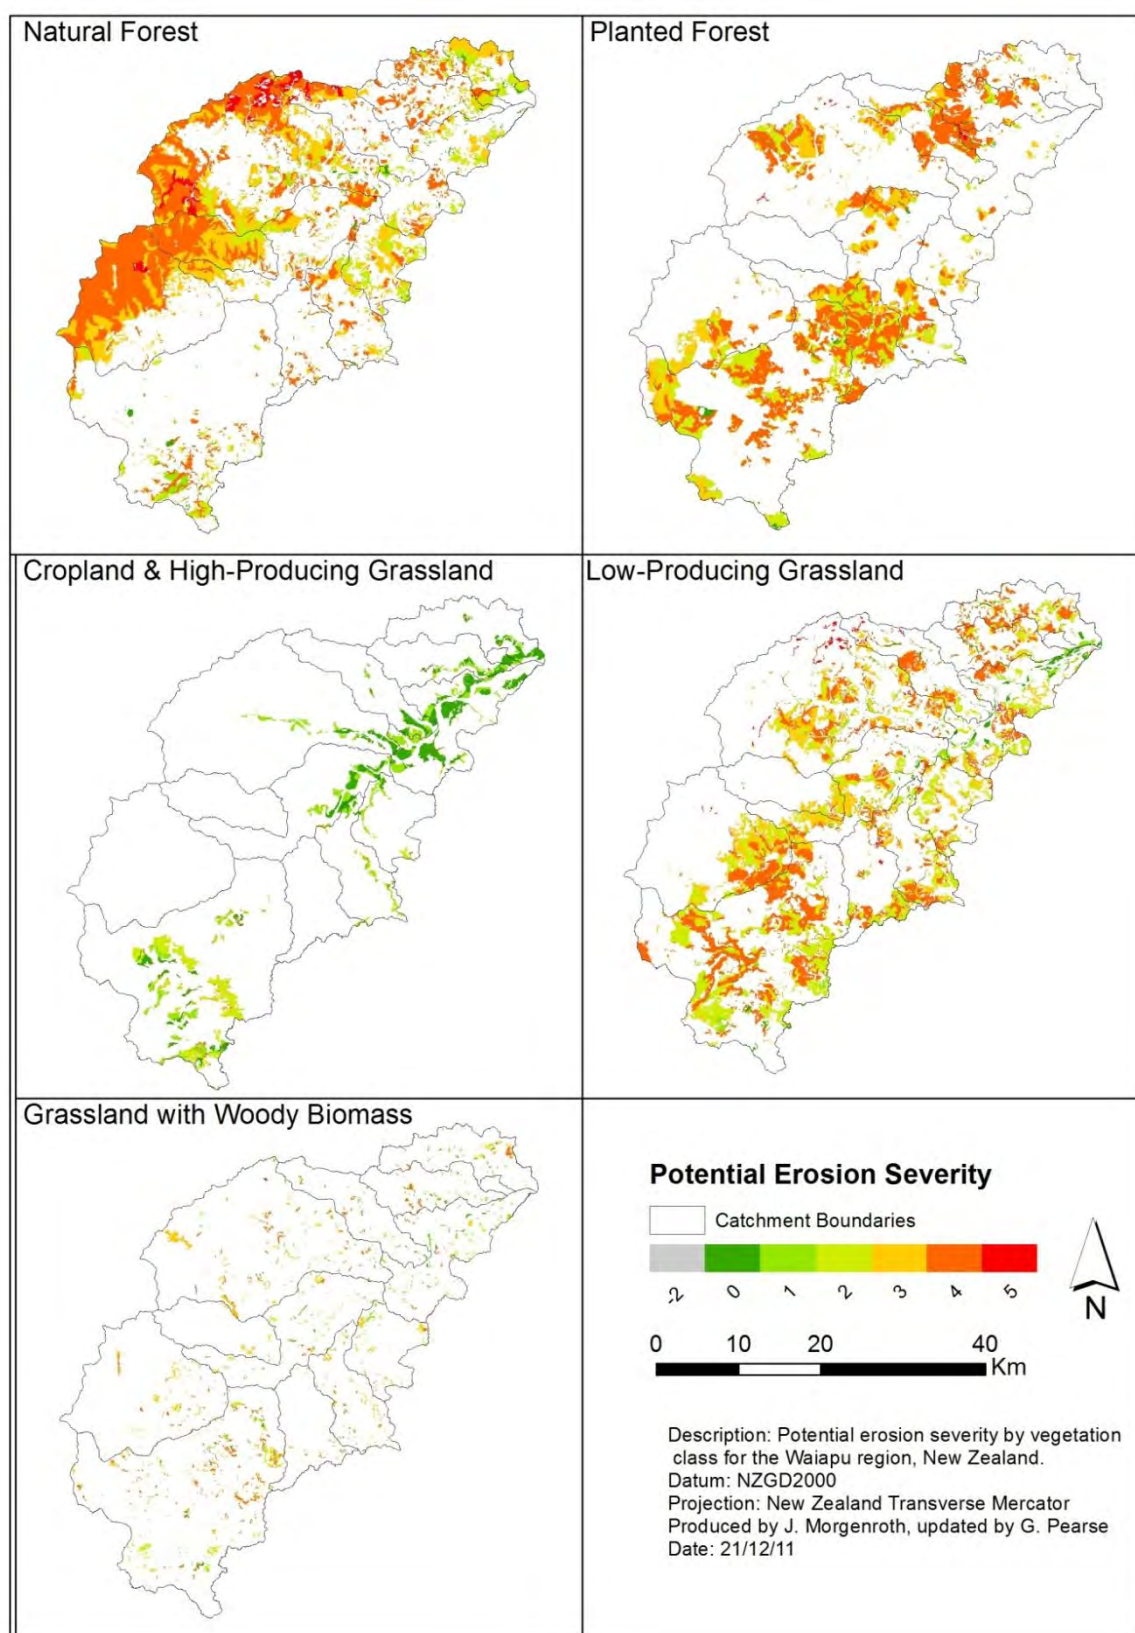 Natural Forest
Planted Forest
Cropland & High-Producing Grassland
Low-Producing Grassland
Grassland with Woody Biomass
Potential Erosion Severity
Catchment Boundaries
-2 0 1 2 3 4 5
N
0 10 20 40
Km
Description: Potential erosion severity by vegetation
class for the Waiapu region, New Zealand.
Datum: NZGD2000
Projection: New Zealand Transverse Mercator
Produced by J. Morgenroth, updated by G. Pearse
Date: 21/12/11